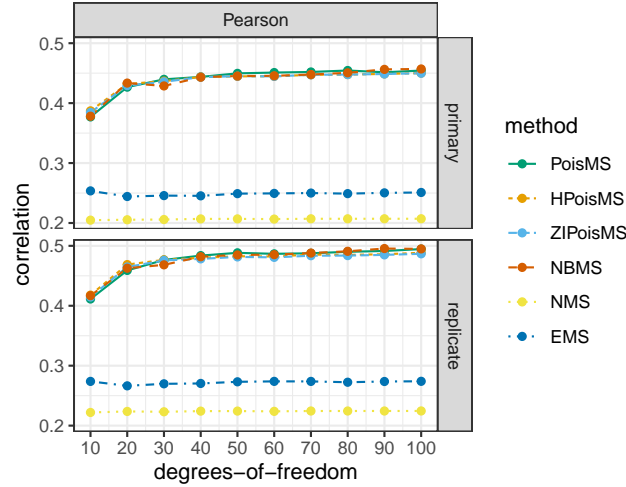 Pearson
0.5
0.4
0.3
0.2
primary
0.5
0.4
0.3
0.2
replicate
correlation
10 20 30 40 50 60 70 80 90 100
degrees-of-freedom
method
PoisMS
HPoisMS
ZIPoisMS
NBMS
NMS
EMS